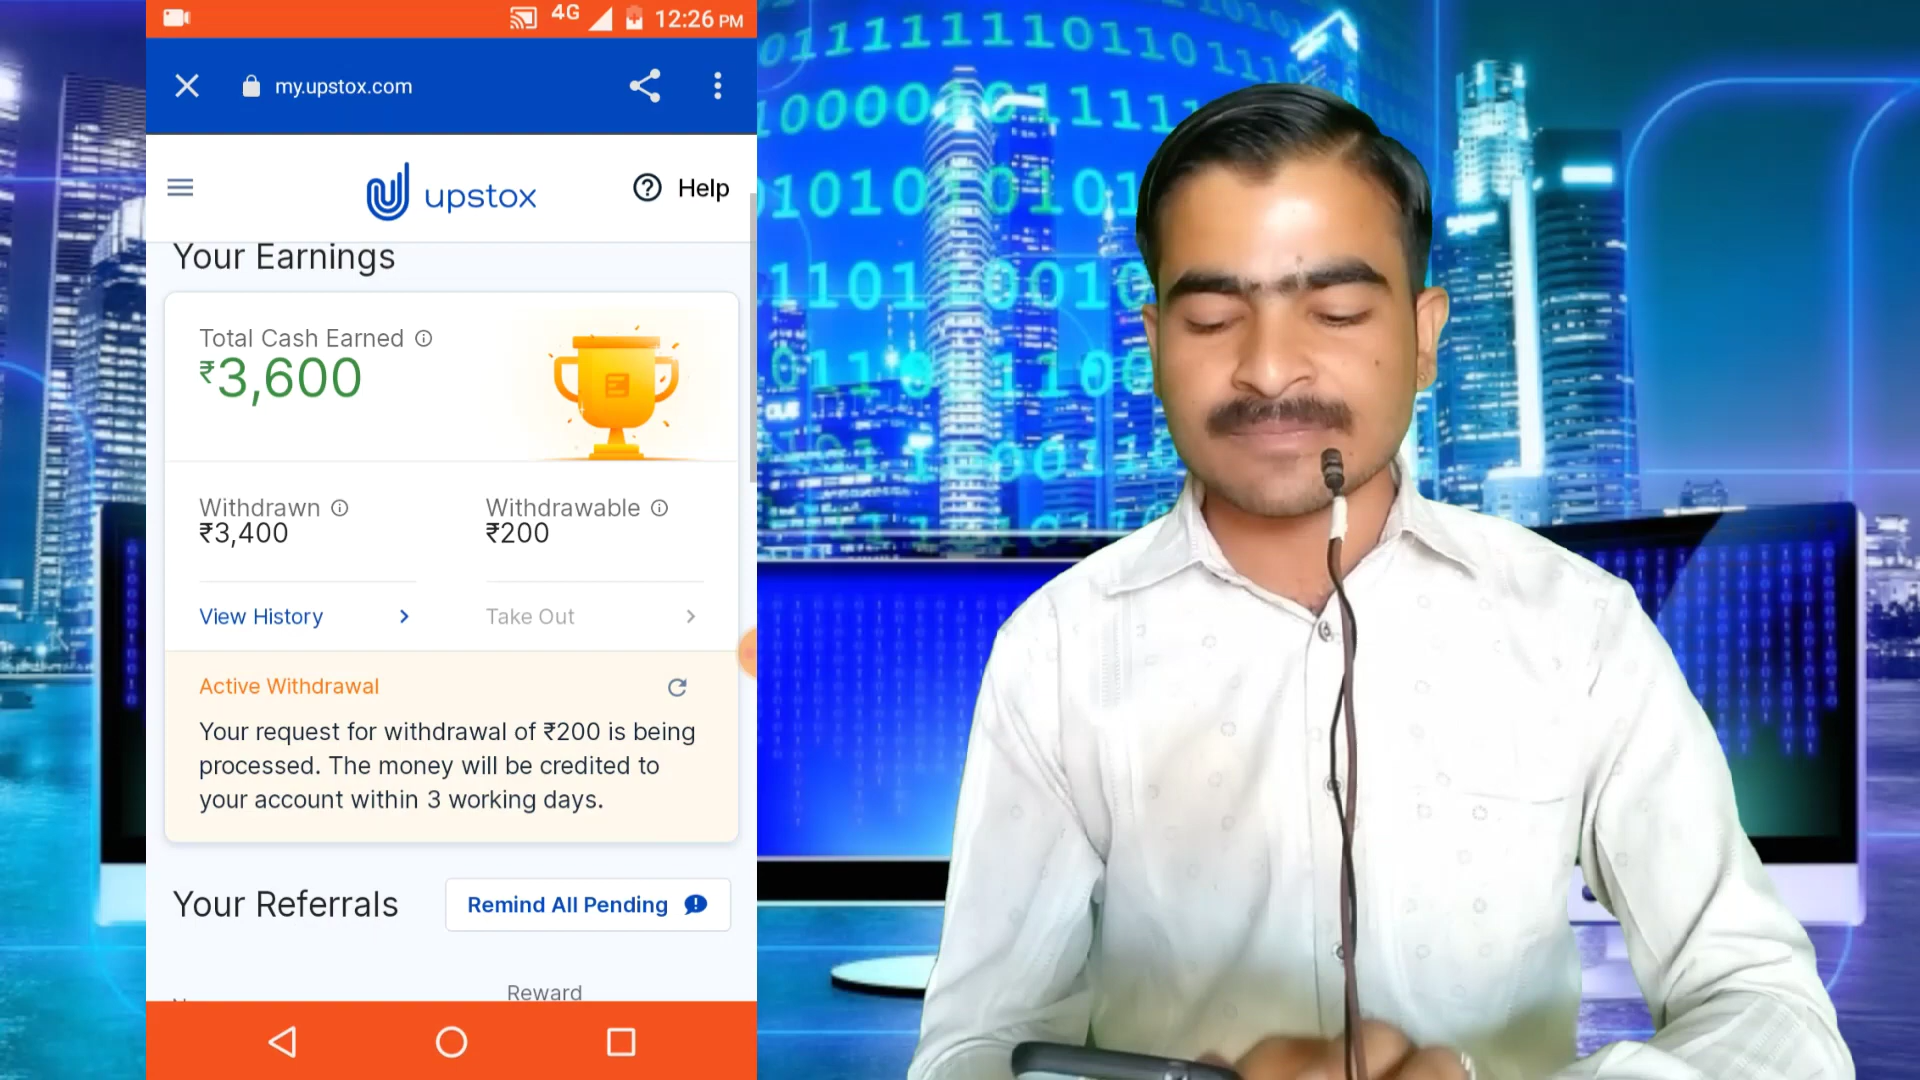 4G 12:26 PM
my.upstox.com
upstox
Help
Your Earnings
Total Cash Earned
₹3,600
Withdrawn
₹3,400
Withdrawable
₹200
View History
Take Out
Active Withdrawal
Your request for withdrawal of ₹200 is being
processed. The money will be credited to
your account within 3 working days.
Your Referrals
Remind All Pending
Reward